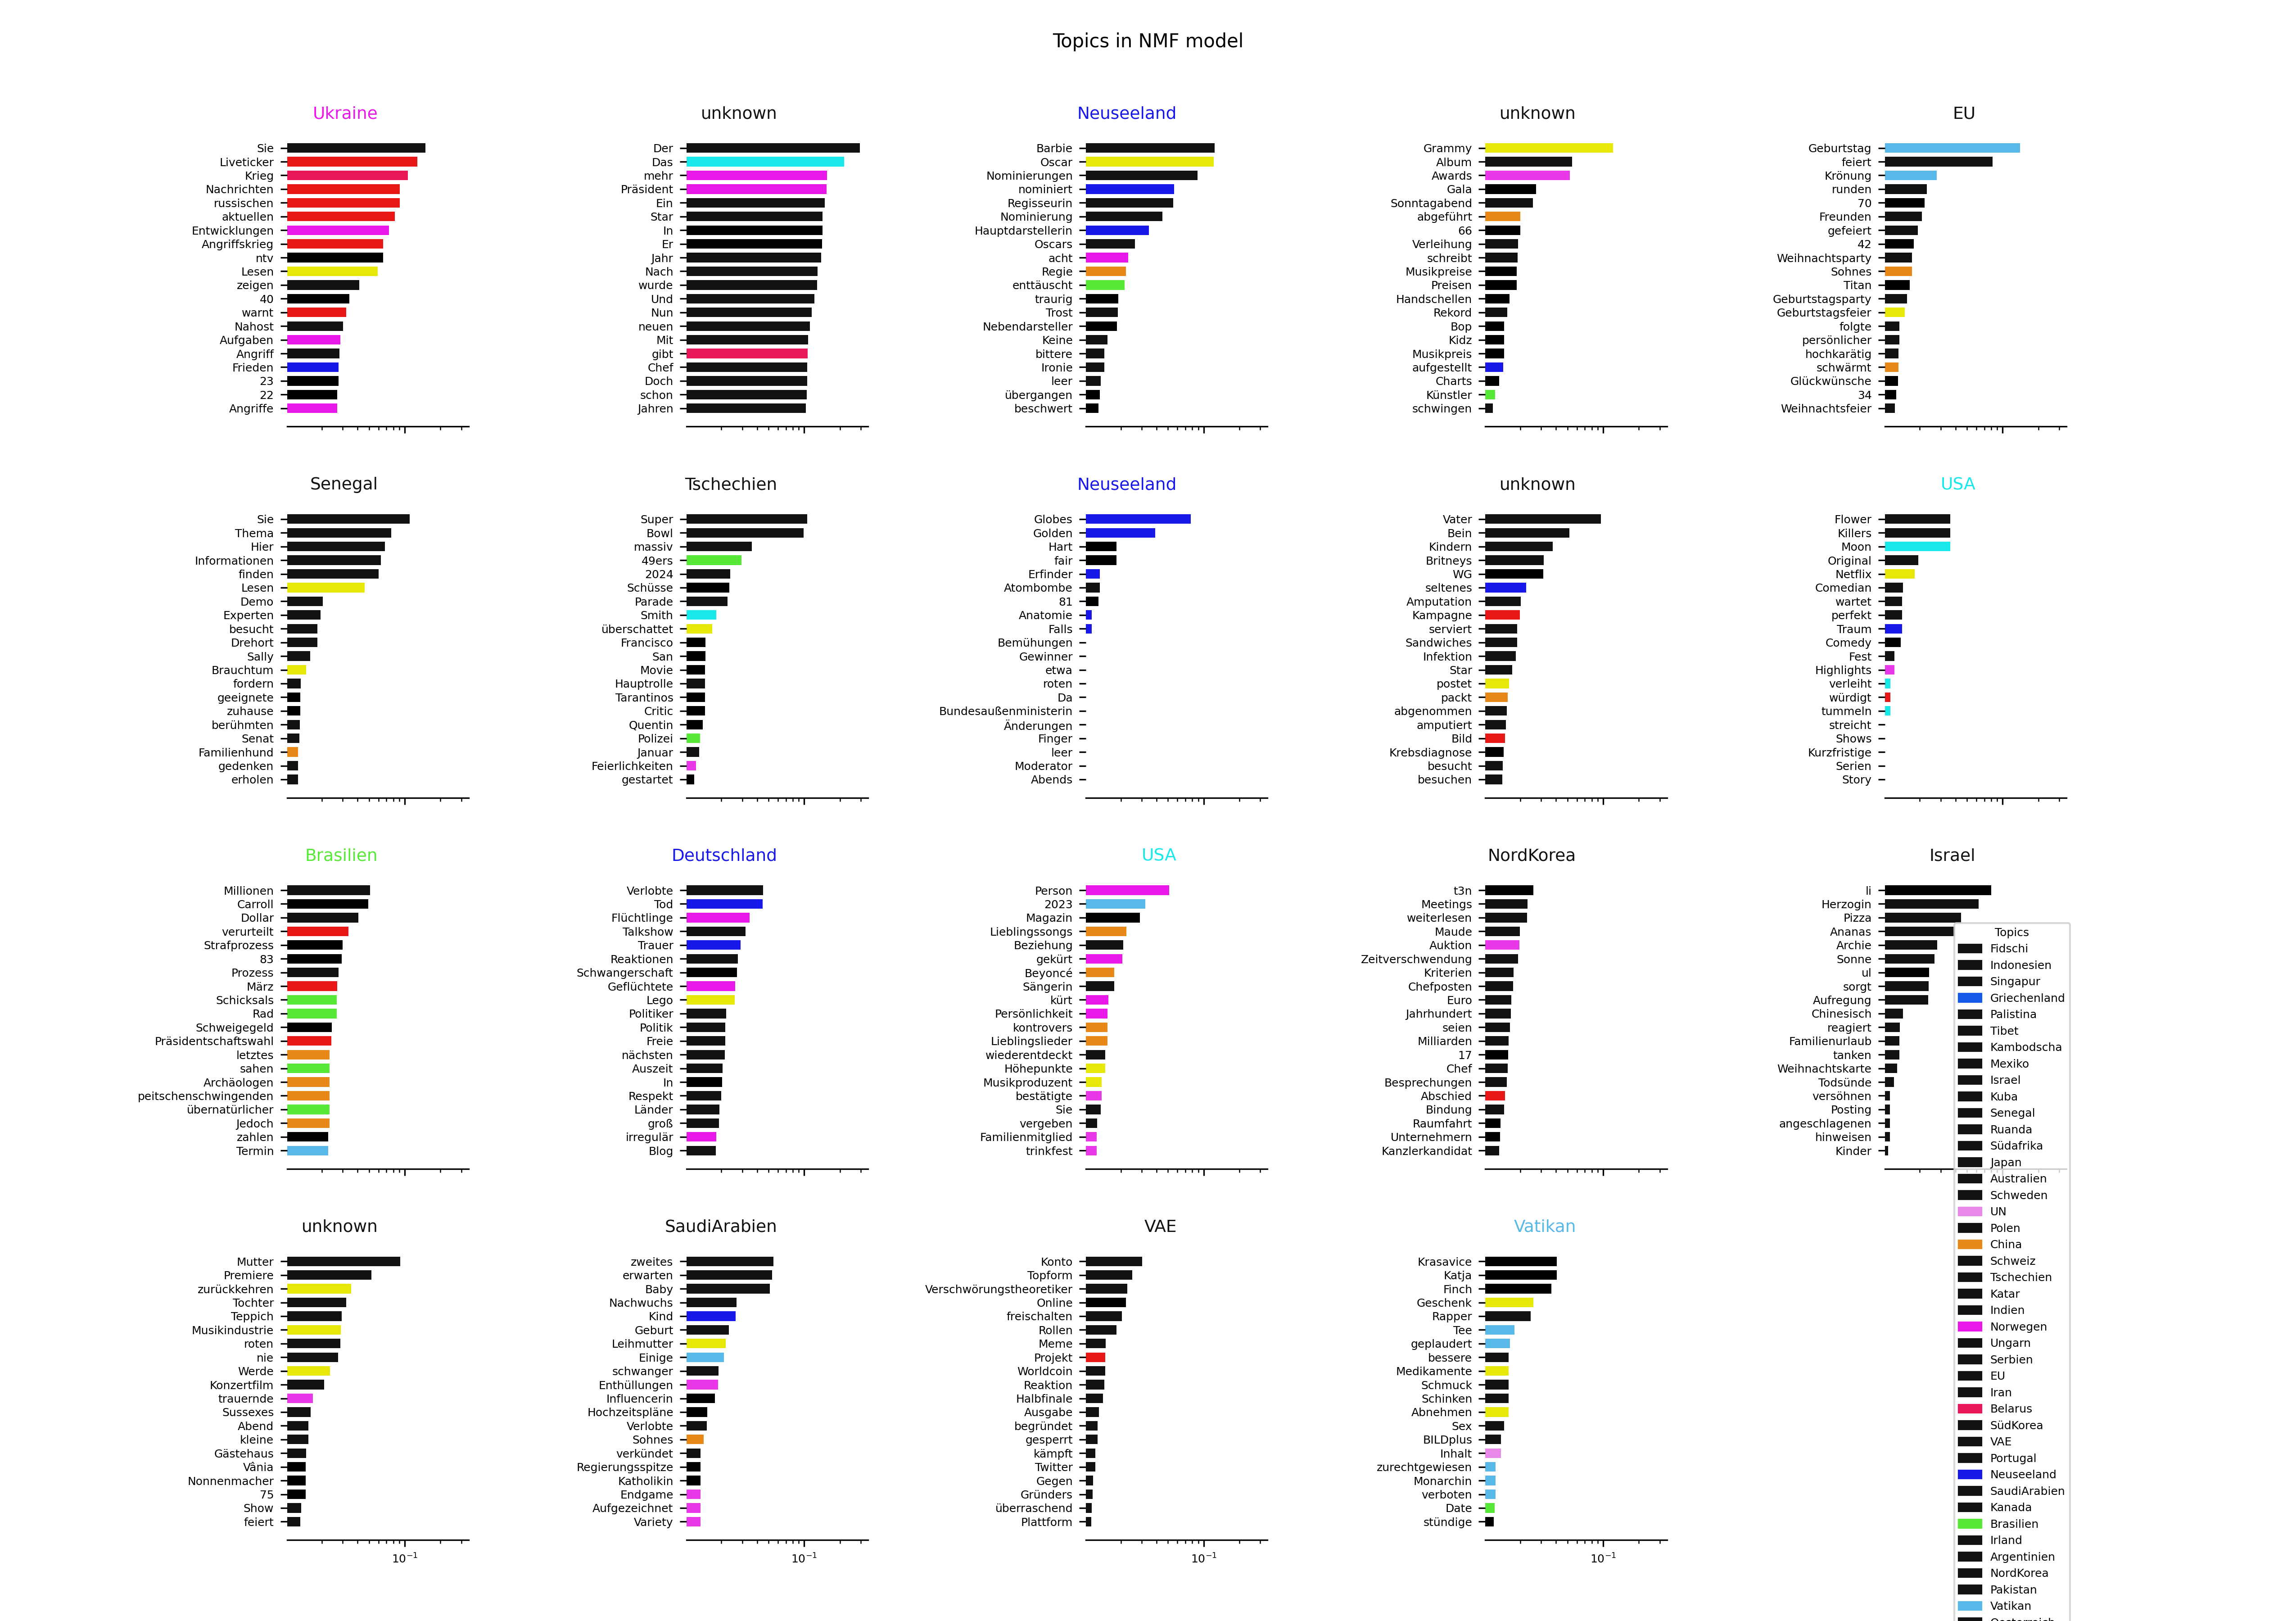 Topics in NMF model
Ukraine
Sie
Liveticker
Krieg
Nachrichten
russischen
aktuellen
Entwicklungen
Angriffskrieg
ntv
Lesen
zeigen
40
warnt
Nahost
Aufgaben
Angriff
Frieden
23
22
Angriffe
unknown
Der
Das
mehr
Präsident
Ein
Star
In
Er
Jahr
Nach
wurde
Und
Nun
neuen
Mit
gibt
Chef
Doch
schon
Jahren
Neuseeland
Barbie
Oscar
Nominierungen
nominiert
Regisseurin
Nominierung
Hauptdarstellerin
Oscars
acht
Regie
enttäuscht
traurig
Trost
Nebendarsteller
Keine
bittere
Ironie
leer
übergangen
beschwert
unknown
Grammy
Album
Awards
Gala
Sonntagabend
abgeführt
66
Verleihung
schreibt
Musikpreise
Preisen
Handschellen
Rekord
Bop
Kidz
Musikpreis
aufgestellt
Charts
Künstler
schwingen
EU
Geburtstag
feiert
Krönung
runden
70
Freunden
gefeiert
42
Weihnachtsparty
Sohnes
Titan
Geburtstagsparty
Geburtstagsfeier
folgte
persönlicher
hochkarätig
schwärmt
Glückwünsche
34
Weihnachtsfeier
Senegal
Sie
Thema
Hier
Informationen
finden
Lesen
Demo
Experten
besucht
Drehort
Sally
Brauchtum
fordern
geeignete
zuhause
berühmten
Senat
Familienhund
gedenken
erholen
Tschechien
Super
Bowl
massiv
49ers
2024
Schüsse
Parade
Smith
überschattet
Francisco
San
Movie
Hauptrolle
Tarantinos
Critic
Quentin
Polizei
Januar
Feierlichkeiten
gestartet
Neuseeland
Globes
Golden
Hart
fair
Erfinder
Atombombe
81
Anatomie
Falls
Bemühungen
Gewinner
etwa
roten
Da
Bundesaußenministerin
Änderungen
Finger
leer
Moderator
Abends
unknown
Vater
Bein
Kindern
Britneys
WG
seltenes
Amputation
Kampagne
serviert
Sandwiches
Infektion
Star
postet
packt
abgenommen
amputiert
Bild
Krebsdiagnose
besucht
besuchen
USA
Flower
Killers
Moon
Original
Netflix
Comedian
wartet
perfekt
Traum
Comedy
Fest
Highlights
verleiht
würdigt
tummeln
streicht
Shows
Kurzfristige
Serien
Story
Brasilien
Millionen
Carroll
Dollar
verurteilt
Strafprozess
83
Prozess
März
Schicksals
Rad
Schweigegeld
Präsidentschaftswahl
letztes
sahen
Archäologen
peitschenschwingenden
übernatürlicher
Jedoch
zahlen
Termin
Deutschland
Verlobte
Tod
Flüchtlinge
Talkshow
Trauer
Reaktionen
Schwangerschaft
Geflüchtete
Lego
Politiker
Politik
Freie
nächsten
Auszeit
In
Respekt
Länder
groß
irregulär
Blog
USA
Person
2023
Magazin
Lieblingssongs
Beziehung
gekürt
Beyoncé
Sängerin
kürt
Persönlichkeit
kontrovers
Lieblingslieder
wiederentdeckt
Höhepunkte
Musikproduzent
bestätigte
Sie
vergeben
Familienmitglied
trinkfest
NordKorea
t3n
Meetings
weiterlesen
Maude
Auktion
Zeitverschwendung
Kriterien
Chefposten
Euro
Jahrhundert
seien
Milliarden
17
Chef
Besprechungen
Abschied
Bindung
Raumfahrt
Unternehmern
Kanzlerkandidat
Israel
li
Herzogin
Pizza
Ananas
Archie
Sonne
ul
sorgt
Aufregung
Chinesisch
reagiert
Familienurlaub
tanken
Weihnachtskarte
Todsünde
versöhnen
Posting
angeschlagenen
hinweisen
Kinder
unknown
Mutter
Premiere
zurückkehren
Tochter
Teppich
Musikindustrie
roten
nie
Werde
Konzertfilm
trauernde
Sussexes
Abend
kleine
Gästehaus
Vânia
Nonnenmacher
75
Show
feiert
10⁻¹
SaudiArabien
zweites
erwarten
Baby
Nachwuchs
Kind
Geburt
Leihmutter
Einige
schwanger
Enthüllungen
Influencerin
Hochzeitspläne
Verlobte
Sohnes
verkündet
Regierungsspitze
Katholikin
Endgame
Aufgezeichnet
Variety
10⁻¹
VAE
Konto
Topform
Verschwörungstheoretiker
Online
freischalten
Rollen
Meme
Projekt
Worldcoin
Reaktion
Halbfinale
Ausgabe
begründet
gesperrt
kämpft
Twitter
Gegen
Gründers
überraschend
Plattform
10⁻¹
Vatikan
Krasavice
Katja
Finch
Geschenk
Rapper
Tee
geplaudert
bessere
Medikamente
Schmuck
Schinken
Abnehmen
Sex
BILDplus
Inhalt
zurechtgewiesen
Monarchin
verboten
Date
stündige
10⁻¹
Topics
Fidschi
Indonesien
Singapur
Griechenland
Palistina
Tibet
Kambodscha
Mexiko
Israel
Kuba
Senegal
Ruanda
Südafrika
Japan
Australien
Schweden
UN
Polen
China
Schweiz
Tschechien
Katar
Indien
Norwegen
Ungarn
Serbien
EU
Iran
Belarus
SüdKorea
VAE
Portugal
Neuseeland
SaudiArabien
Kanada
Brasilien
Irland
Argentinien
NordKorea
Pakistan
Vatikan